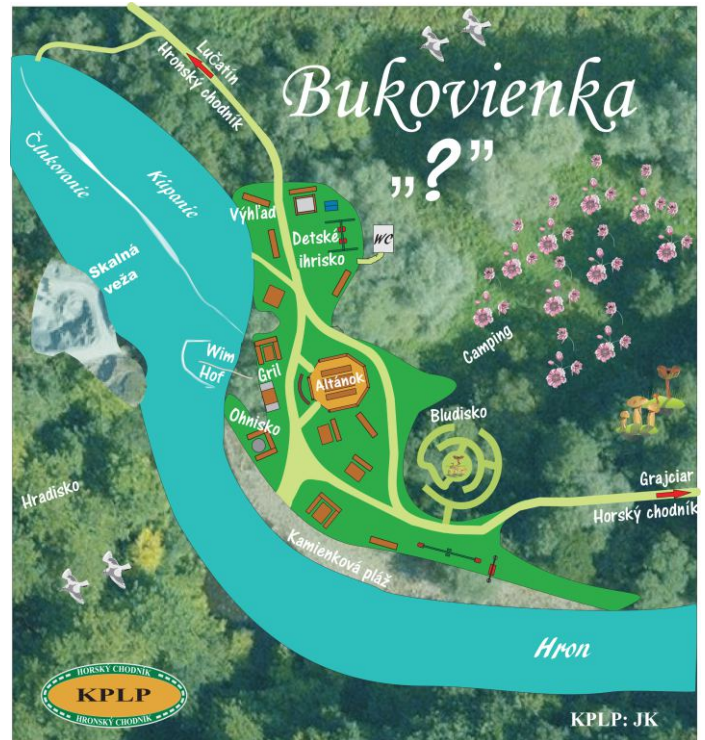 Lučatín
Hronský chodník
Bukovienka
„?”
Člnkovanie
Kúpanie
Výhľad
Detské
ihrisko
WC
Skalná
veža
Wim
Hof
Gril
Altánok
Camping
Ohnisko
Bludisko
Hradisko
Grajciar
Horský chodník
Kamienková pláž
Hron
HORSKÝ CHODNÍK
KPLP
HRONSKÝ CHODNÍK
KPLP: JK